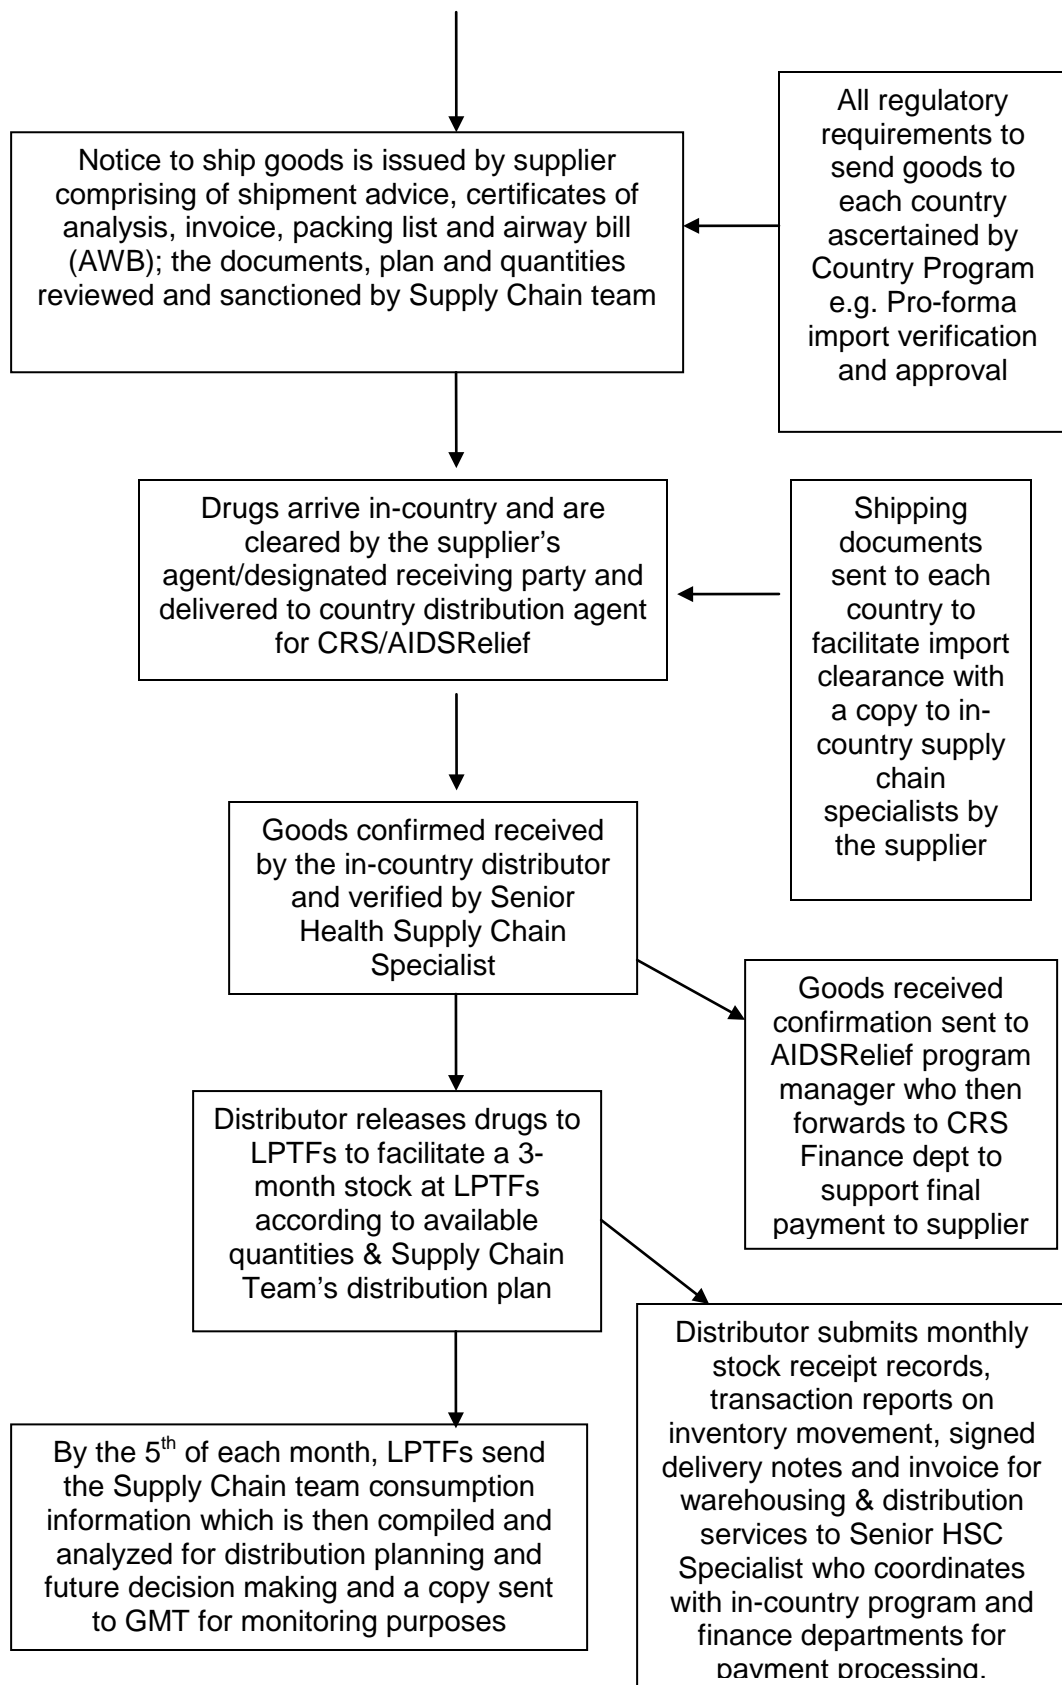 All regulatory
requirements to
send goods to
each country
ascertained by
Country Program
e.g. Pro-forma
import verification
and approval
Notice to ship goods is issued by supplier
comprising of shipment advice, certificates of
analysis, invoice, packing list and airway bill
(AWB); the documents, plan and quantities
reviewed and sanctioned by Supply Chain team
Drugs arrive in-country and are
cleared by the supplier’s
agent/designated receiving party and
delivered to country distribution agent
for CRS/AIDSRelief
Shipping
documents
sent to each
country to
facilitate import
clearance with
a copy to in-
country supply
chain
specialists by
the supplier
Goods confirmed received
by the in-country distributor
and verified by Senior
Health Supply Chain
Specialist
Goods received
confirmation sent to
AIDSRelief program
manager who then
forwards to CRS
Finance dept to
support final
payment to supplier
Distributor releases drugs to
LPTFs to facilitate a 3-
month stock at LPTFs
according to available
quantities & Supply Chain
Team’s distribution plan
Distributor submits monthly
stock receipt records,
transaction reports on
inventory movement, signed
delivery notes and invoice for
warehousing & distribution
services to Senior HSC
Specialist who coordinates
with in-country program and
finance departments for
payment processing.
By the 5th of each month, LPTFs send
the Supply Chain team consumption
information which is then compiled and
analyzed for distribution planning and
future decision making and a copy sent
to GMT for monitoring purposes